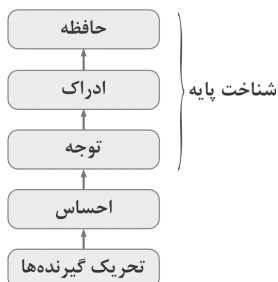 حافظه
ادراک
شناخت پایه
توجه
احساس
تحریک گیرنده‌ها